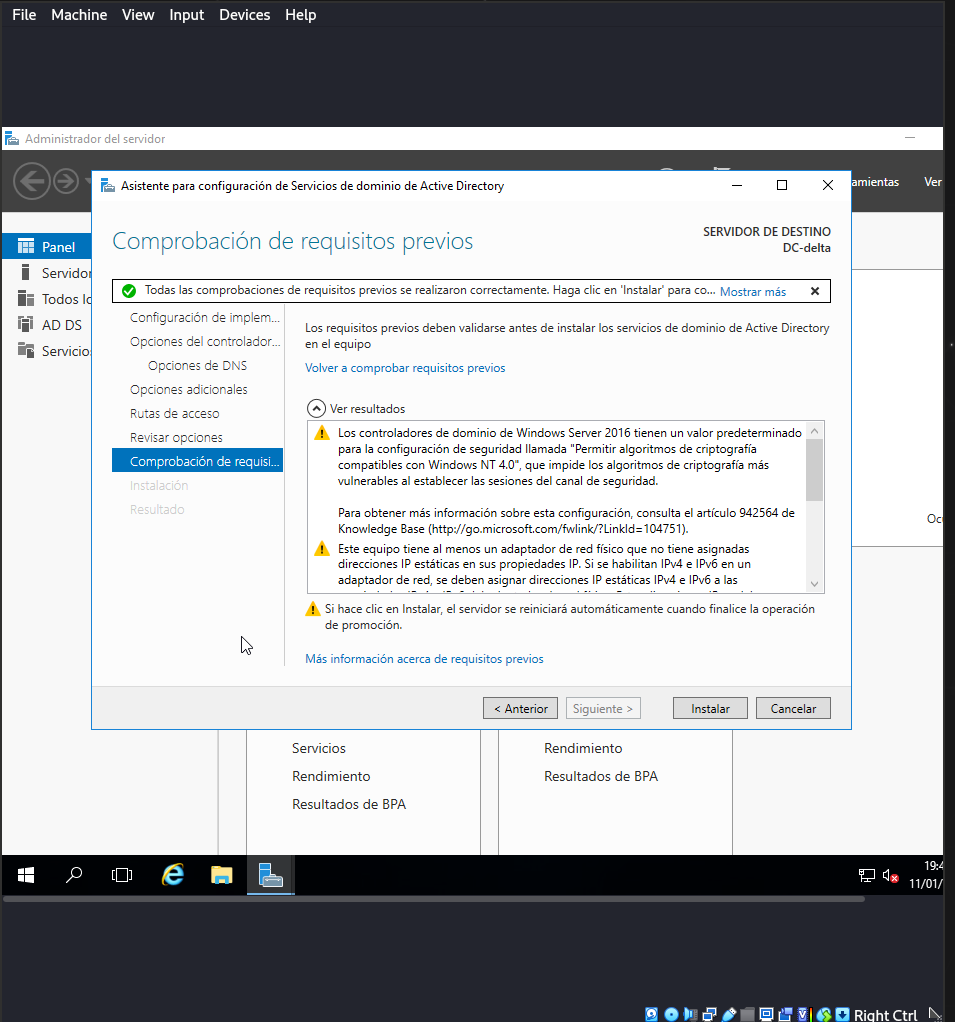 File Machine View Input Devices Help
Administrador del servidor
amientas Ver
Asistente para configuración de Servicios de dominio de Active Directory
Comprobación de requisitos previos
SERVIDOR DE DESTINO
DC-delta
Panel
Servidor
Todos lo
AD DS
Servicios
Todas las comprobaciones de requisitos previos se realizaron correctamente. Haga clic en 'Instalar' para co... Mostrar más
Configuración de implem...
Opciones del controlador...
Opciones de DNS
Opciones adicionales
Rutas de acceso
Revisar opciones
Comprobación de requisi...
Instalación
Resultado
Los requisitos previos deben validarse antes de instalar los servicios de dominio de Active Directory
en el equipo
Volver a comprobar requisitos previos
Ver resultados
Los controladores de dominio de Windows Server 2016 tienen un valor predeterminado
para la configuración de seguridad llamada "Permitir algoritmos de criptografía
compatibles con Windows NT 4.0", que impide los algoritmos de criptografía más
vulnerables al establecer las sesiones del canal de seguridad.
Para obtener más información sobre esta configuración, consulta el artículo 942564 de
Knowledge Base (http://go.microsoft.com/fwlink/?LinkId=104751).
Este equipo tiene al menos un adaptador de red físico que no tiene asignadas
direcciones IP estáticas en sus propiedades IP. Si se habilitan IPv4 e IPv6 en un
adaptador de red, se deben asignar direcciones IP estáticas IPv4 e IPv6 a las
Si hace clic en Instalar, el servidor se reiniciará automáticamente cuando finalice la operación
de promoción.
Más información acerca de requisitos previos
< Anterior
Siguiente >
Instalar
Cancelar
Ocu
Servicios
Rendimiento
Resultados de BPA
Rendimiento
Resultados de BPA
19:4
11/01/
Right Ctrl